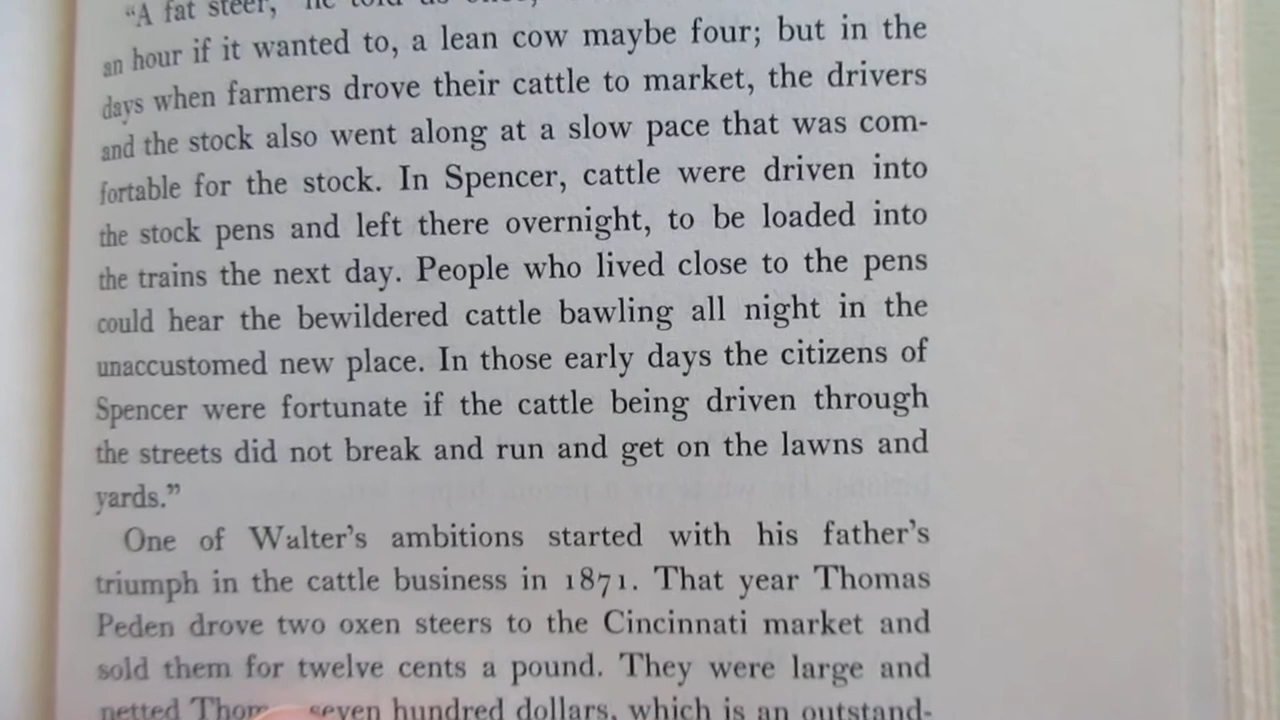 “A fat steer,” he told us once,
an hour if it wanted to, a lean cow maybe four; but in the
days when farmers drove their cattle to market, the drivers
and the stock also went along at a slow pace that was com-
fortable for the stock. In Spencer, cattle were driven into
the stock pens and left there overnight, to be loaded into
the trains the next day. People who lived close to the pens
could hear the bewildered cattle bawling all night in the
unaccustomed new place. In those early days the citizens of
Spencer were fortunate if the cattle being driven through
the streets did not break and run and get on the lawns and
yards.”
One of Walter’s ambitions started with his father’s
triumph in the cattle business in 1871. That year Thomas
Peden drove two oxen steers to the Cincinnati market and
sold them for twelve cents a pound. They were large and
netted seven hundred dollars, which is an outstand-